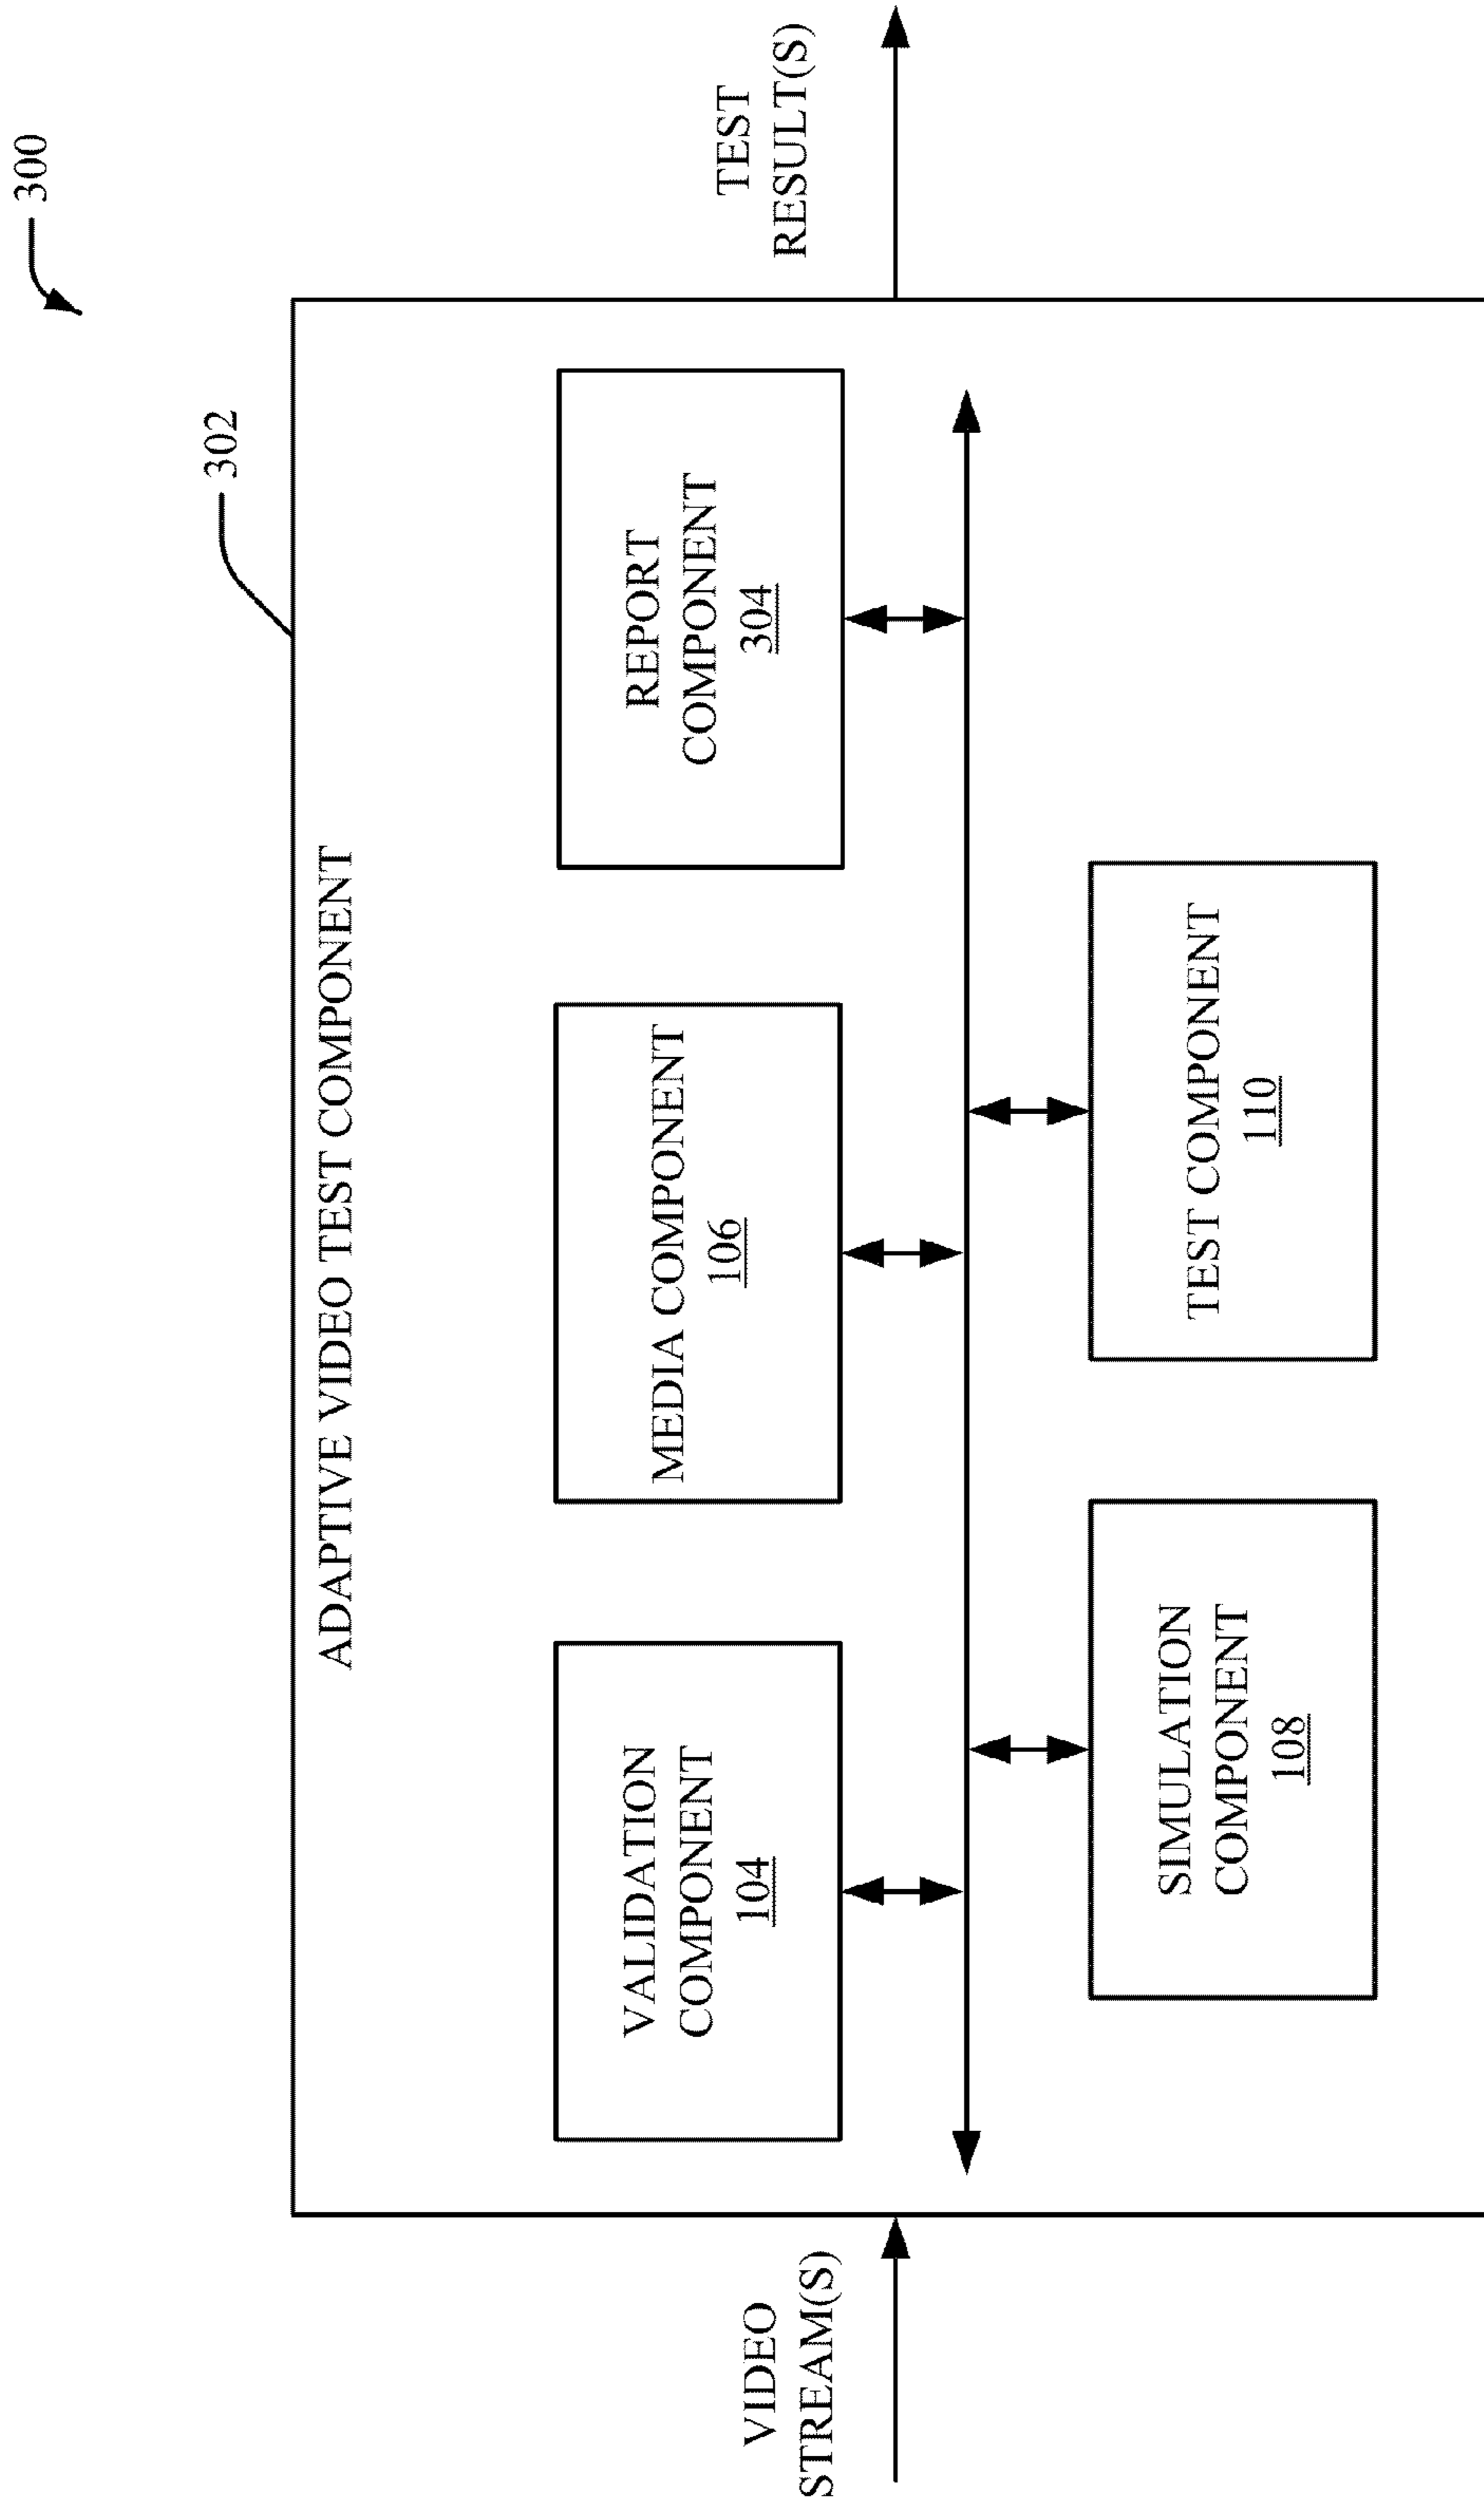 300
302
ADAPTIVE VIDEO TEST COMPONENT
VALIDATION
COMPONENT
104
MEDIA COMPONENT
106
REPORT
COMPONENT
304
VIDEO
STREAM(S)
TEST
RESULT(S)
SIMULATION
COMPONENT
108
TEST COMPONENT
110